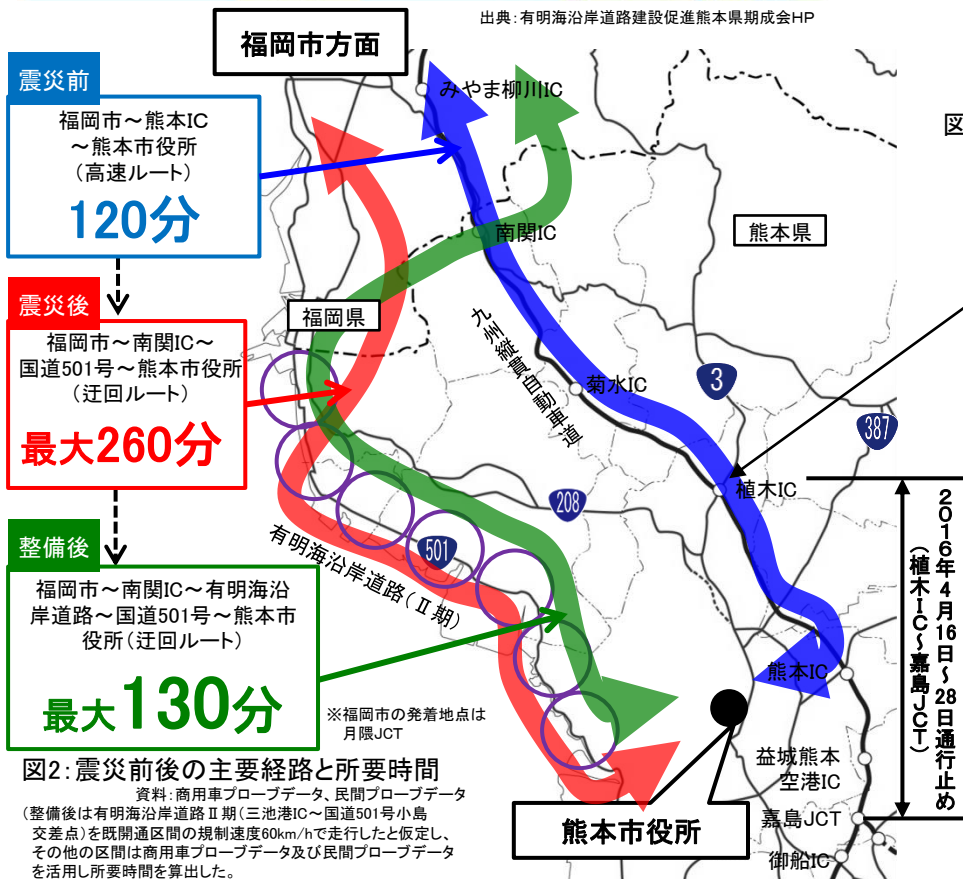 出典：有明海沿岸道路建設促進熊本県期成会HP
福岡市方面
震災前
福岡市～熊本IC
～熊本市役所
（高速ルート）
120分
震災後
福岡市～南関IC～
国道501号～熊本市役所
（迂回ルート）
最大260分
整備後
福岡市～南関IC～有明海沿
岸道路～国道501号～熊本市
役所（迂回ルート）
最大130分
みやま柳川IC
図
南関IC
熊本県
福岡県
九州縦貫自動車道
菊水IC
3
387
植木IC
208
501
有明海沿岸道路（Ⅱ期）
2016年4月16日～28日通行止め
（植木IC～嘉島JCT）
熊本IC
※福岡市の発着地点は
月隈JCT
益城熊本
空港IC
嘉島JCT
御船IC
熊本市役所
図2：震災前後の主要経路と所要時間
資料：商用車プローブデータ、民間プローブデータ
（整備後は有明海沿岸道路Ⅱ期（三池港IC～国道501号小島
交差点）を既開通区間の規制速度60km/hで走行したと仮定し、
その他の区間は商用車プローブデータ及び民間プローブデータ
を活用し所要時間を算出した。